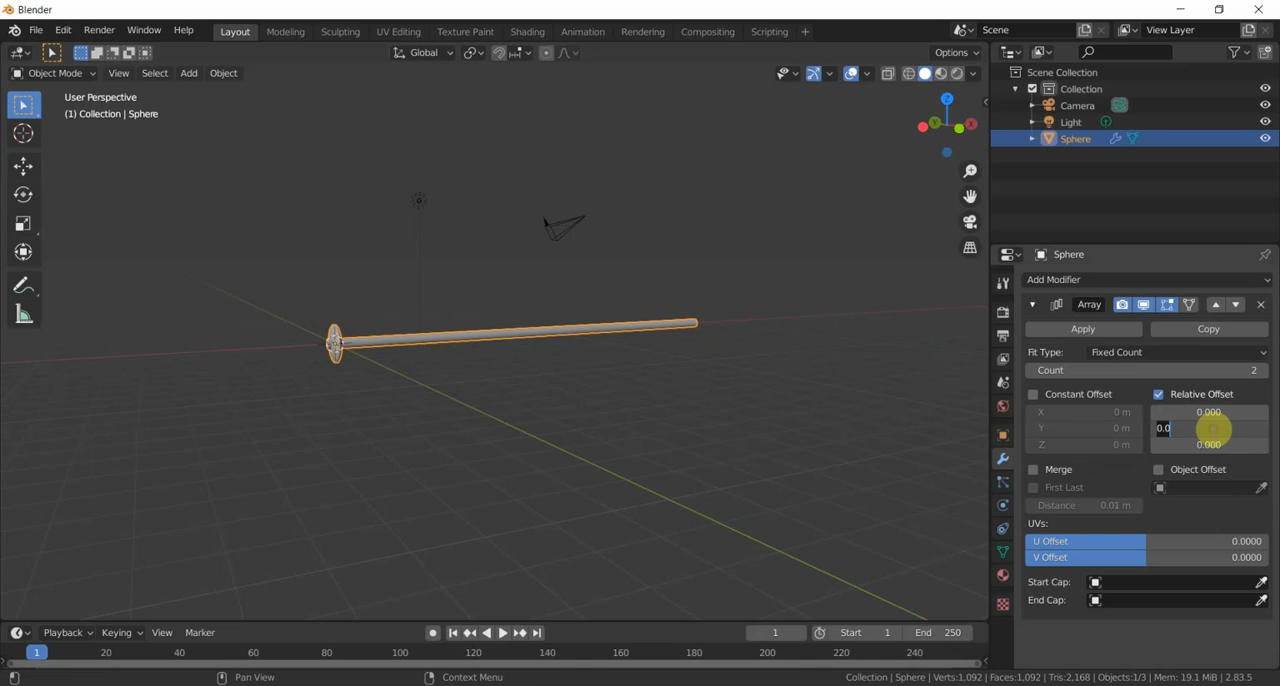 Blender
File Edit Render Window Help Layout Modeling Sculpting UV Editing Texture Paint Shading Animation Rendering Compositing Scripting + Scene View Layer
Global Options
Object Mode View Select Add Object
User Perspective
(1) Collection | Sphere
Z
Y
X
Scene Collection
Collection
Camera
Light
Sphere
Sphere
Add Modifier
Array
Apply Copy
Fit Type: Fixed Count
Count 2
Constant Offset Relative Offset
X 0 m 0.000
Y 0 m 0.0
Z 0 m 0.000
Merge Object Offset
First Last
Distance 0.01 m
UVs:
U Offset 0.0000
V Offset 0.0000
Start Cap:
End Cap:
Playback Keying View Marker 1 Start 1 End 250
1 20 40 60 80 100 120 140 160 180 200 220 240
Pan View Context Menu Collection | Sphere | Verts:1,092 | Faces:1,092 | Tris:2,168 | Objects:1/3 | Mem: 19.1 MiB | 2.83.5